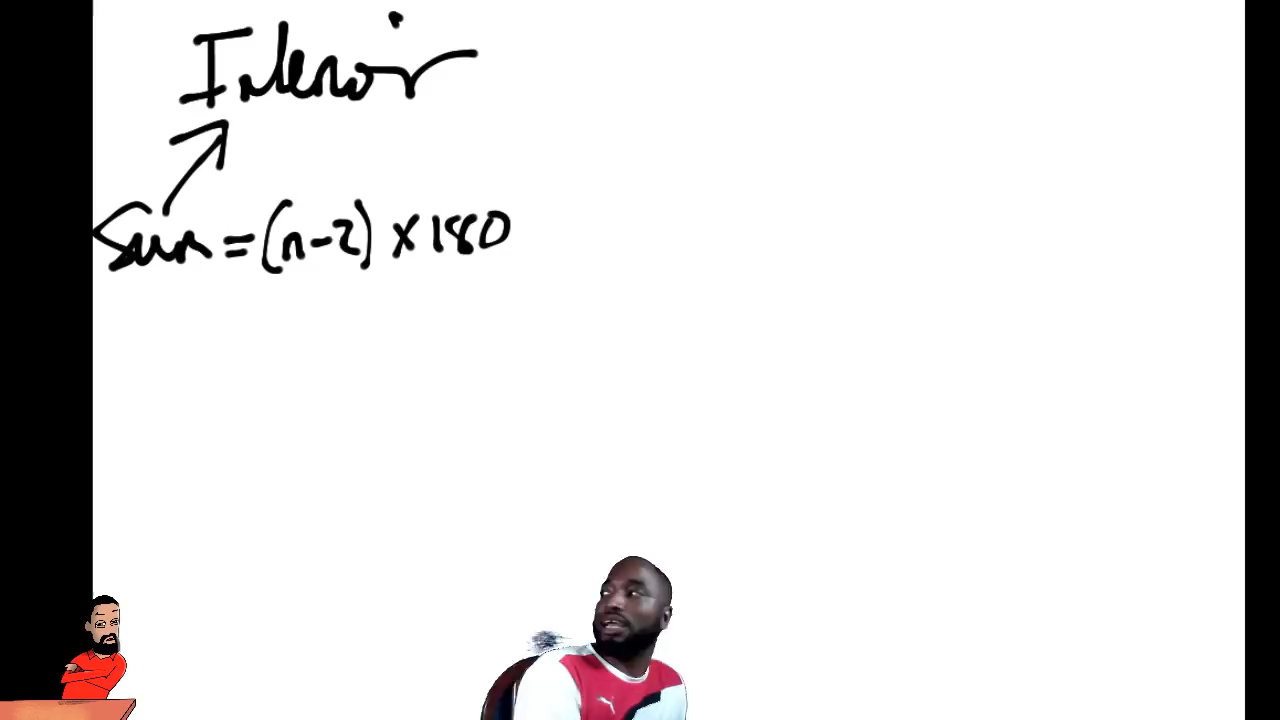 Interior
Sum = (n-2) × 180